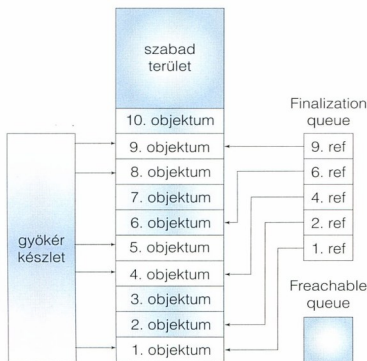 szabad
terület
10. objektum
9. objektum
8. objektum
7. objektum
6. objektum
5. objektum
4. objektum
3. objektum
2. objektum
1. objektum
gyökér
készlet
Finalization
queue
9. ref
6. ref
4. ref
2. ref
1. ref
Freachable
queue